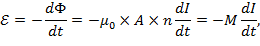 ℰ = −dΦ/dt = −μ₀ × A × n dI/dt = −M dI/dt,